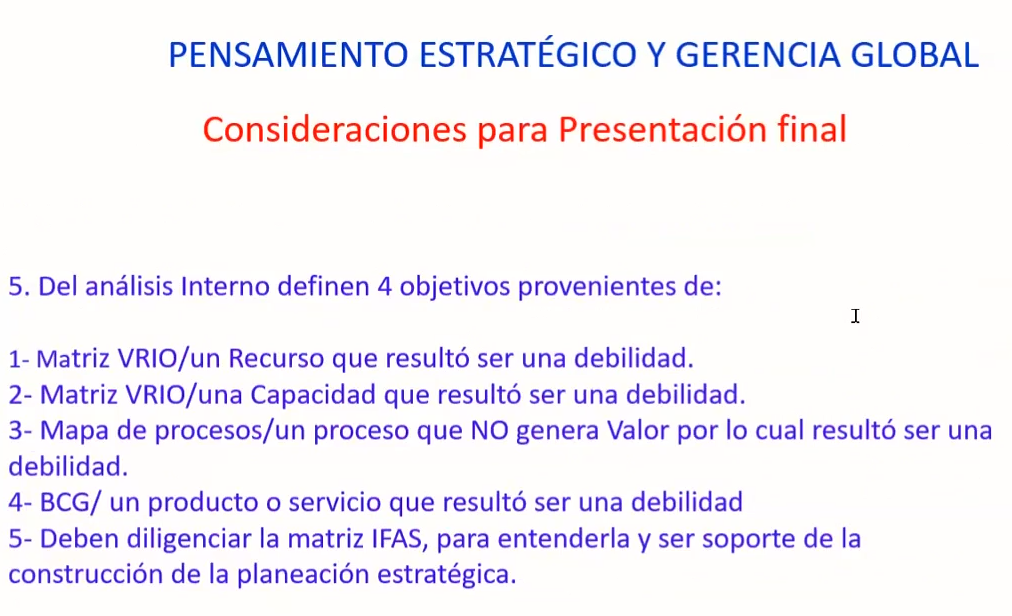 PENSAMIENTO ESTRATÉGICO Y GERENCIA GLOBAL
Consideraciones para Presentación final
5. Del análisis Interno definen 4 objetivos provenientes de:
1- Matriz VRIO/un Recurso que resultó ser una debilidad.
2- Matriz VRIO/una Capacidad que resultó ser una debilidad.
3- Mapa de procesos/un proceso que NO genera Valor por lo cual resultó ser una
debilidad.
4- BCG/ un producto o servicio que resultó ser una debilidad
5- Deben diligenciar la matriz IFAS, para entenderla y ser soporte de la
construcción de la planeación estratégica.